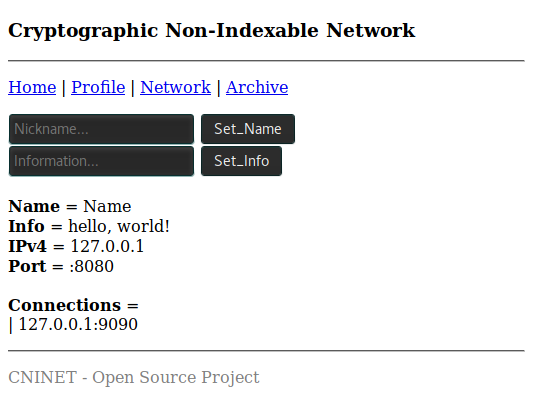 Cryptographic Non-Indexable Network
Home | Profile | Network | Archive
Nickname... Set_Name
Information... Set_Info
Name = Name
Info = hello, world!
IPv4 = 127.0.0.1
Port = :8080
Connections =
| 127.0.0.1:9090
CNINET - Open Source Project